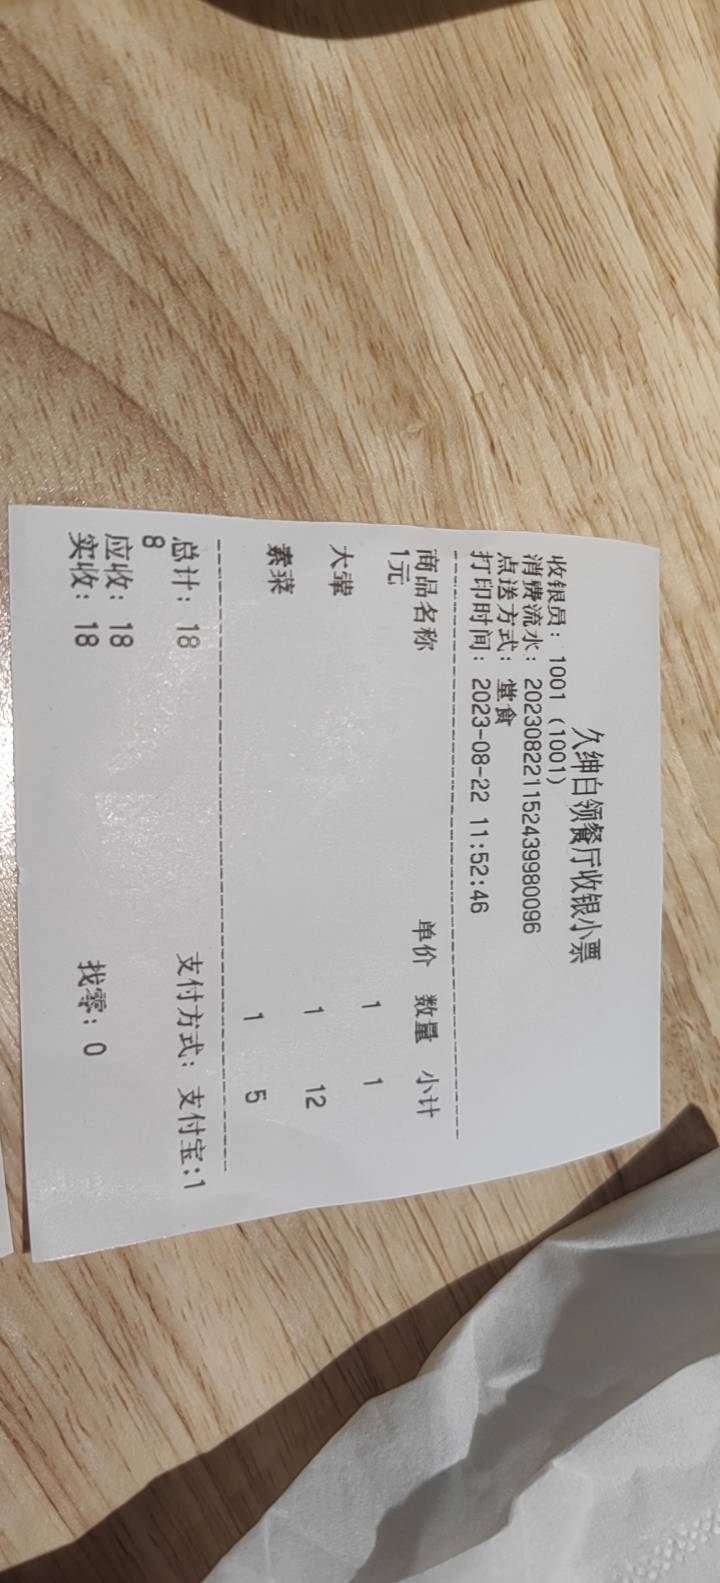 久绅白领餐厅收银小票
收银员: 1001 (1001)
消费流水: 202308221152439980096
点送方式: 堂食
打印时间: 2023-08-22 11:52:46
商品名称 单价 数量 小计
1元
1 1
大荤
1 12
素菜
1 5
总计: 18 支付方式: 支付宝:1
8
应收: 18
实收: 18 找零: 0